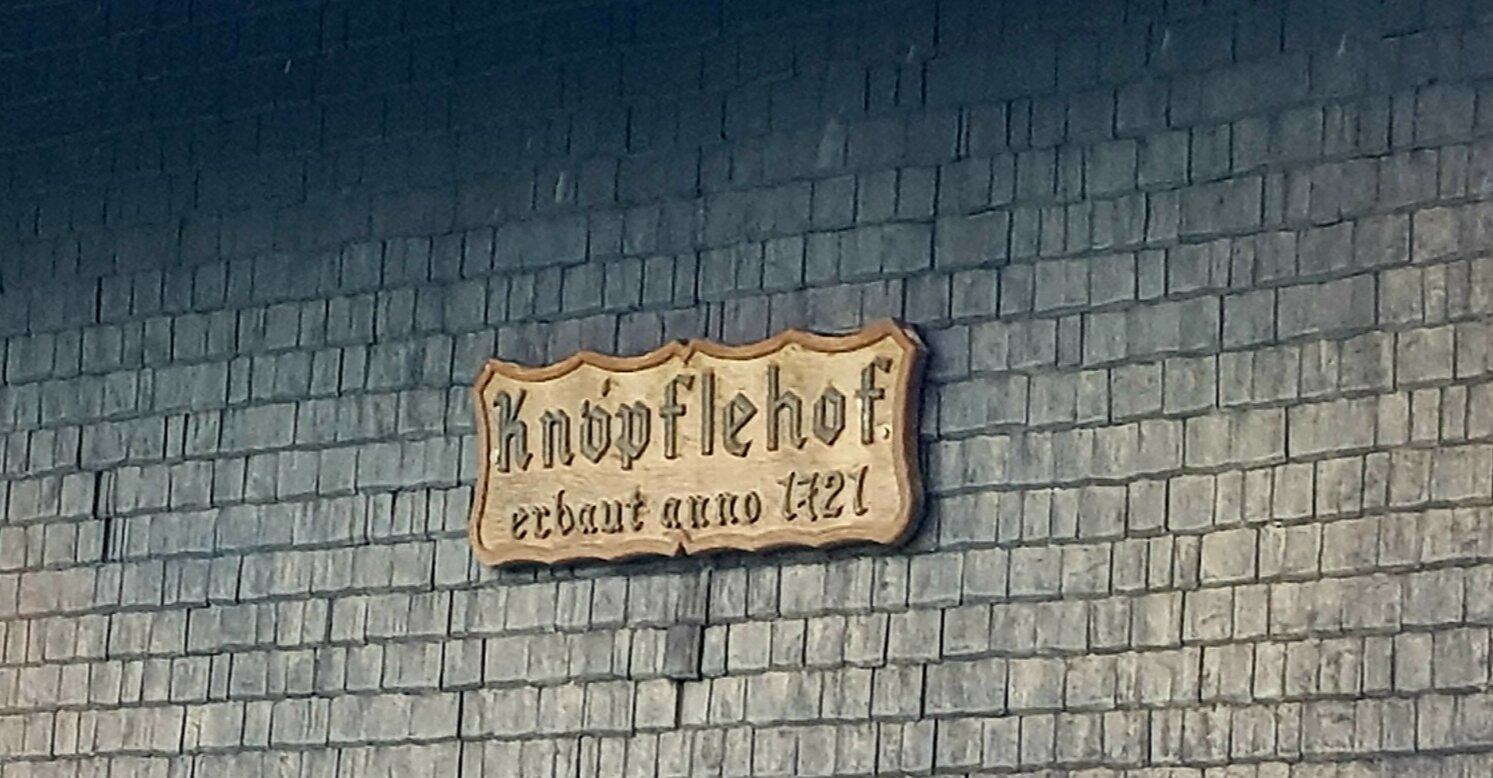 Knöpflehof
erbaut anno 1721